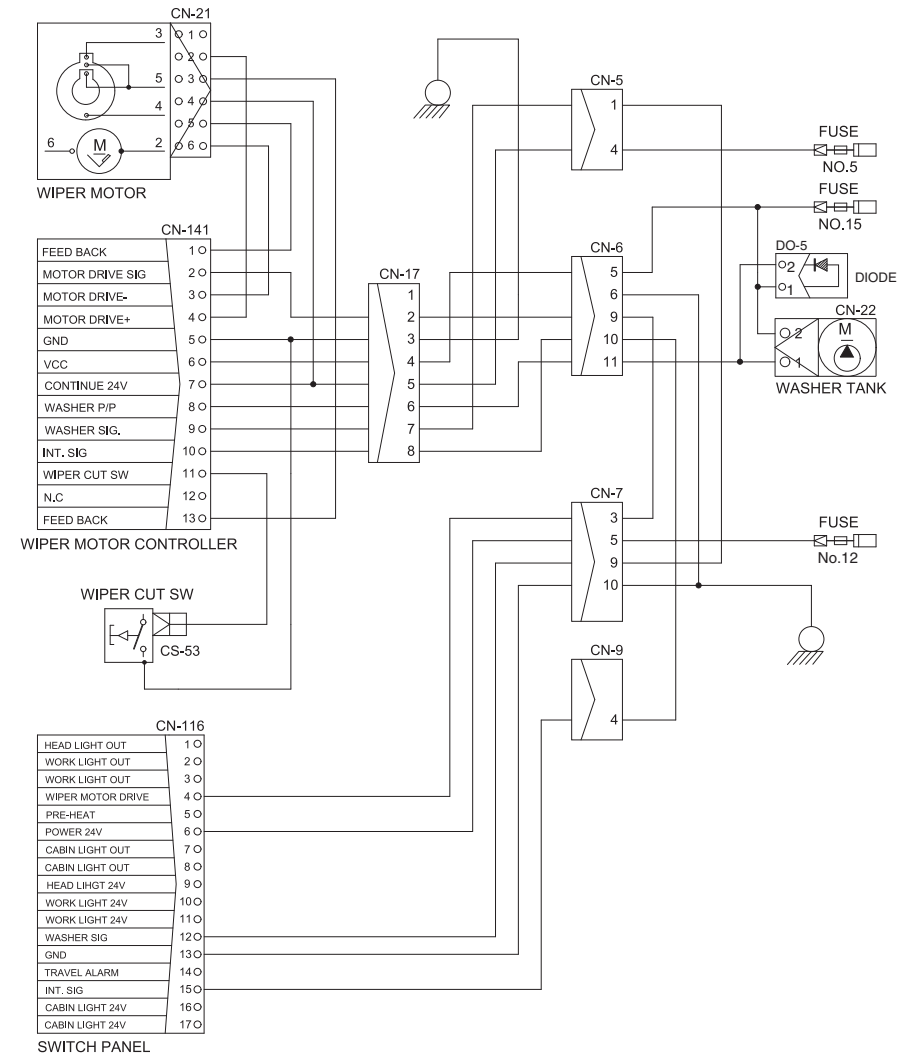 CN-21
3
1
2
5
3
4
4
5
6
M
2
6
WIPER MOTOR
CN-141
FEED BACK 1
MOTOR DRIVE SIG 2
MOTOR DRIVE- 3
MOTOR DRIVE+ 4
GND 5
VCC 6
CONTINUE 24V 7
WASHER P/P 8
WASHER SIG. 9
INT. SIG 10
WIPER CUT SW 11
N.C 12
FEED BACK 13
WIPER MOTOR CONTROLLER
WIPER CUT SW
CS-53
CN-17
1
2
3
4
5
6
7
8
CN-5
1
4
CN-6
5
6
9
10
11
CN-7
3
5
9
10
CN-9
4
FUSE
NO.5
FUSE
NO.15
DO-5
2
1
DIODE
CN-22
2
M
1
WASHER TANK
FUSE
No.12
CN-116
HEAD LIGHT OUT 1
WORK LIGHT OUT 2
WORK LIGHT OUT 3
WIPER MOTOR DRIVE 4
PRE-HEAT 5
POWER 24V 6
CABIN LIGHT OUT 7
CABIN LIGHT OUT 8
HEAD LIHGT 24V 9
WORK LIGHT 24V 10
WORK LIGHT 24V 11
WASHER SIG 12
GND 13
TRAVEL ALARM 14
INT. SIG 15
CABIN LIGHT 24V 16
CABIN LIGHT 24V 17
SWITCH PANEL